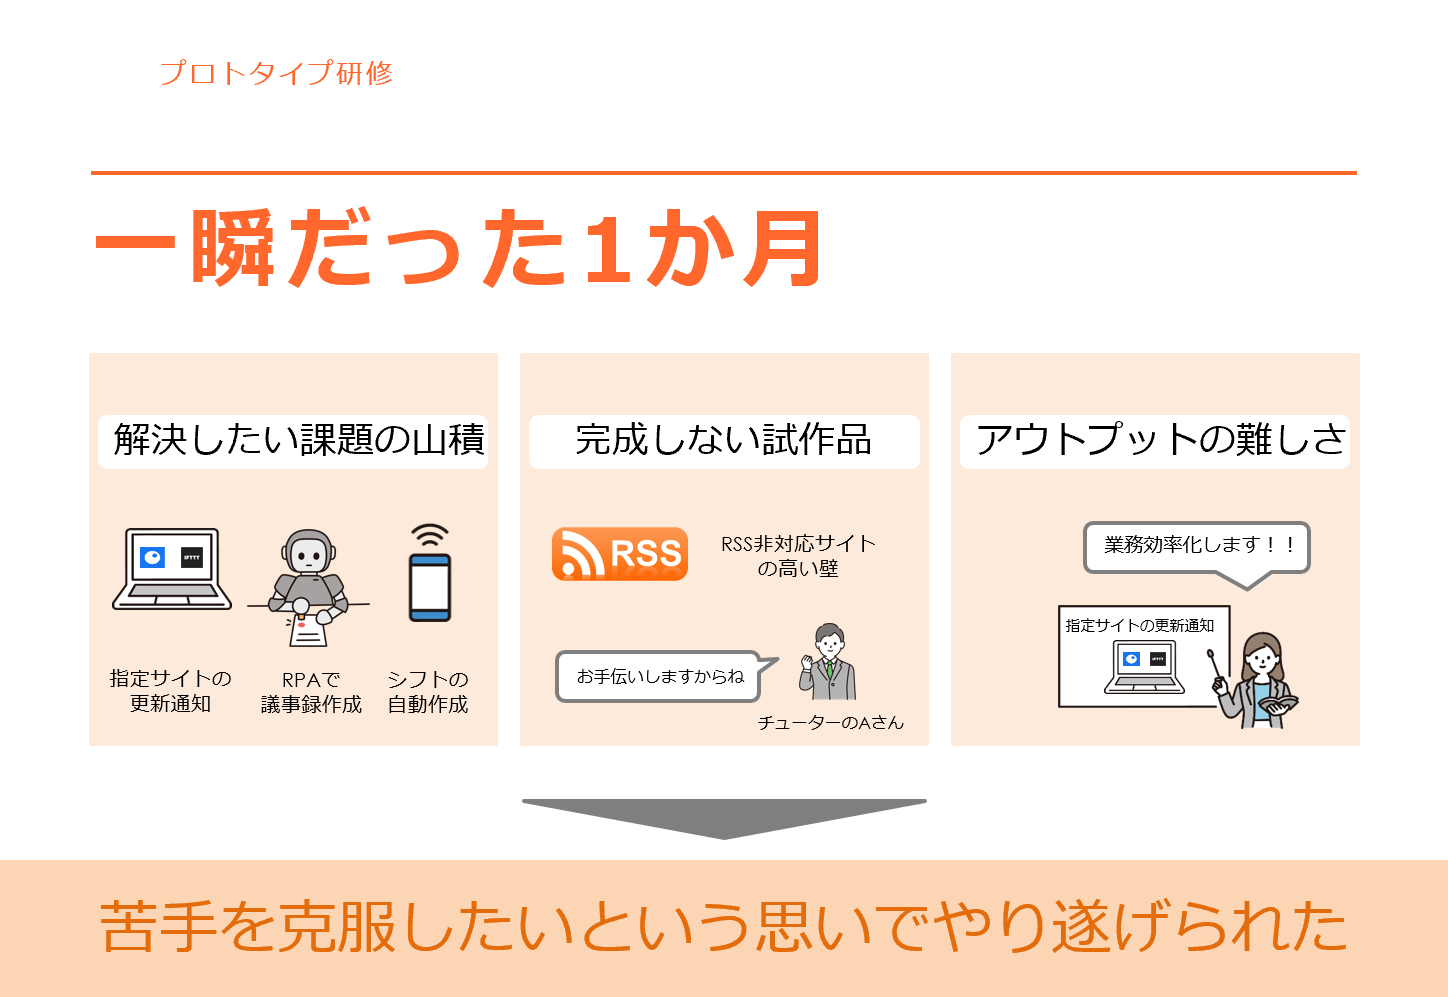 プロトタイプ研修
一瞬だった1か月
解決したい課題の山積
IFTTT
指定サイトの
更新通知
RPAで
議事録作成
シフトの
自動作成
完成しない試作品
RSS
RSS非対応サイト
の高い壁
お手伝いしますからね
チューターのAさん
アウトプットの難しさ
業務効率化します！！
指定サイトの更新通知
IFTTT
苦手を克服したいという思いでやり遂げられた